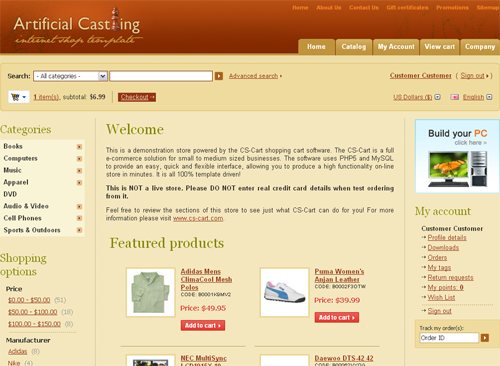 Home About Us Contact Us Gift certificates Promotions Sitemap
Artificial Casting
internet shop template
Home Catalog My Account View cart Company
Search: - All categories - Advanced search
Customer Customer ( Sign out )
1 item(s), subtotal: $6.99 Checkout
US Dollars ($) English
Categories
Books
Computers
Music
Apparel
DVD
Audio & Video
Cell Phones
Sports & Outdoors
Shopping
options
Price
$0.00 - $50.00 (51)
$50.00 - $100.00 (18)
$100.00 - $150.00 (8)
Manufacturer
Adidas (8)
Nike (4)
Welcome
This is a demonstration store powered by the CS-Cart shopping cart software. The CS-Cart is a full
e-commerce solution for small to medium sized businesses. The software uses PHP5 and MySQL
to provide an easy, quick and flexible interface, allowing you to produce a high functionality on-line
store in minutes. It is all 100% template driven!
This is NOT a live store. Please DO NOT enter real credit card details when test ordering
from it.
Feel free to review the sections of this store to see just what CS-Cart can do for you! For more
information please visit www.cs-cart.com.
Featured products
Adidas Mens
ClimaCool Mesh
Polos
Price: $49.95
Add to cart
Puma Women's
Anjan Leather
CODE: B0002F3OTW
Price: $39.99
Add to cart
NEC MultiSync
Daewoo DTS-42 42
Build your PC
click here
My account
Customer Customer
Profile details
Downloads
Orders
My tags
Return requests
My points: 0
Wish List
Sign out
Track my order(s):
Order ID